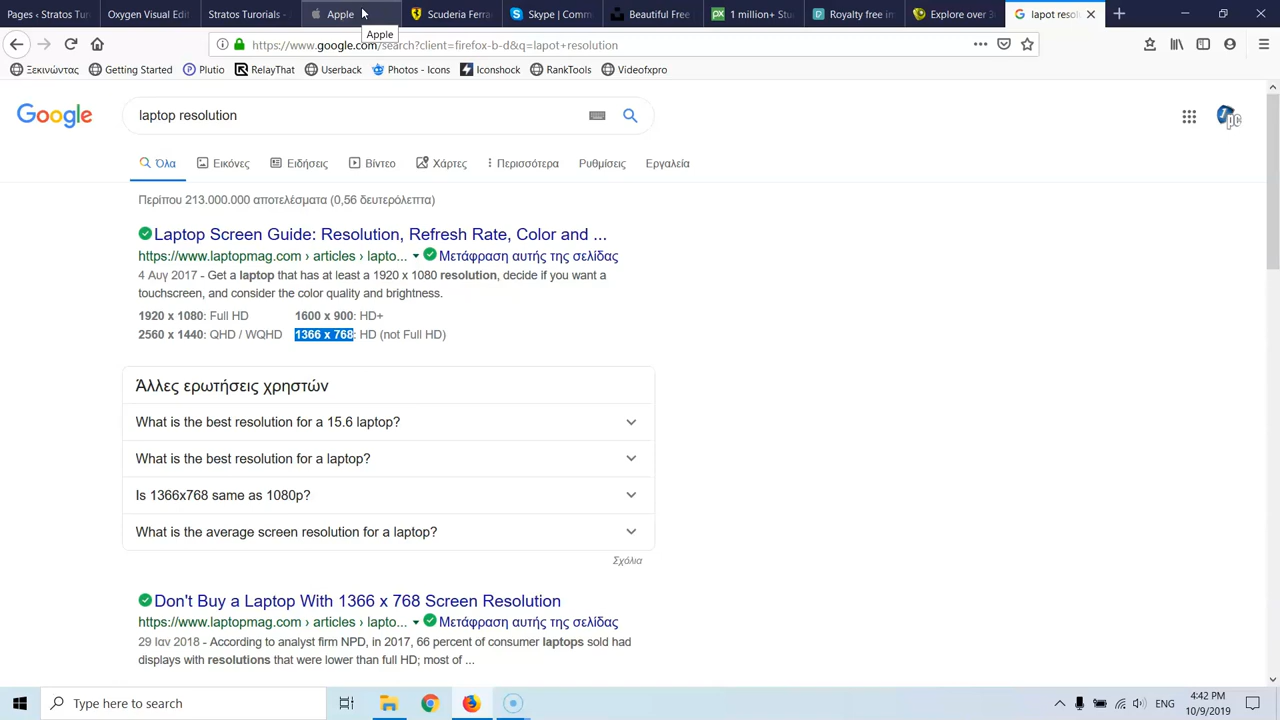 Pages < Stratos Tut
Oxygen Visual Edi
Stratos Turorials -
Apple
Scuderia Ferra
Skype | Comm
Beautiful Free
1 million+ Stu
Royalty free in
Explore over 3
lapot resol
Apple
https://www.google.com/search?client=firefox-b-d&q=lapot+resolution
Ξεκινώντας
Getting Started
Plutio
RelayThat
Userback
Photos - Icons
Iconshock
RankTools
Videofxpro
Google
laptop resolution
Όλα
Εικόνες
Ειδήσεις
Βίντεο
Χάρτες
Περισσότερα
Ρυθμίσεις
Εργαλεία
Περίπου 213.000.000 αποτελέσματα (0,56 δευτερόλεπτα)
Laptop Screen Guide: Resolution, Refresh Rate, Color and ...
https://www.laptopmag.com › articles › lapto... Μετάφραση αυτής της σελίδας
4 Αυγ 2017 - Get a laptop that has at least a 1920 x 1080 resolution, decide if you want a
touchscreen, and consider the color quality and brightness.
1920 x 1080: Full HD 1600 x 900: HD+
2560 x 1440: QHD / WQHD 1366 x 768: HD (not Full HD)
Άλλες ερωτήσεις χρηστών
What is the best resolution for a 15.6 laptop?
What is the best resolution for a laptop?
Is 1366x768 same as 1080p?
What is the average screen resolution for a laptop?
Σχόλια
Don't Buy a Laptop With 1366 x 768 Screen Resolution
https://www.laptopmag.com › articles › lapto... Μετάφραση αυτής της σελίδας
29 Ιαν 2018 - According to analyst firm NPD, in 2017, 66 percent of consumer laptops sold had
displays with resolutions that were lower than full HD; most of ...
Type here to search
ENG
4:42 PM
10/9/2019